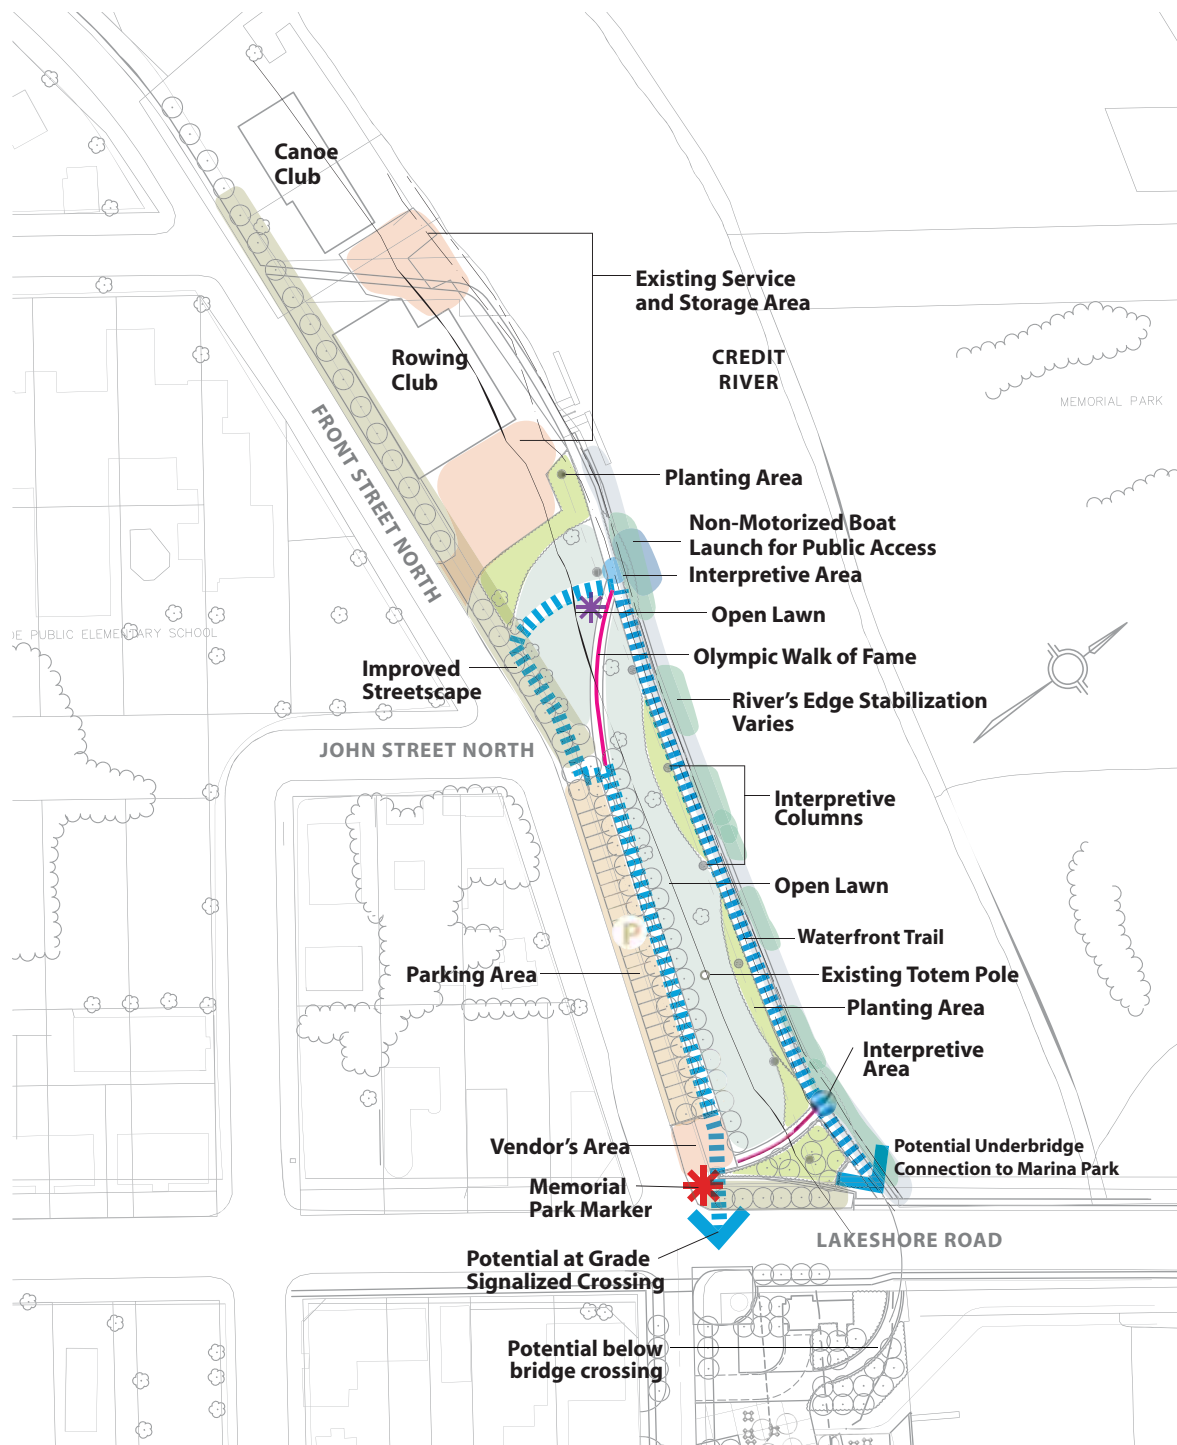 Canoe
Club
Existing Service
and Storage Area
Rowing
Club
CREDIT
RIVER
MEMORIAL PARK
FRONT STREET NORTH
Planting Area
Non-Motorized Boat
Launch for Public Access
Interpretive Area
Open Lawn
DE PUBLIC ELEMENTARY SCHOOL
Improved
Streetscape
Olympic Walk of Fame
River's Edge Stabilization
Varies
JOHN STREET NORTH
Interpretive
Columns
Open Lawn
P
Waterfront Trail
Parking Area
Existing Totem Pole
Planting Area
Interpretive
Area
Vendor's Area
Potential Underbridge
Connection to Marina Park
Memorial
Park Marker
LAKESHORE ROAD
Potential at Grade
Signalized Crossing
Potential below
bridge crossing